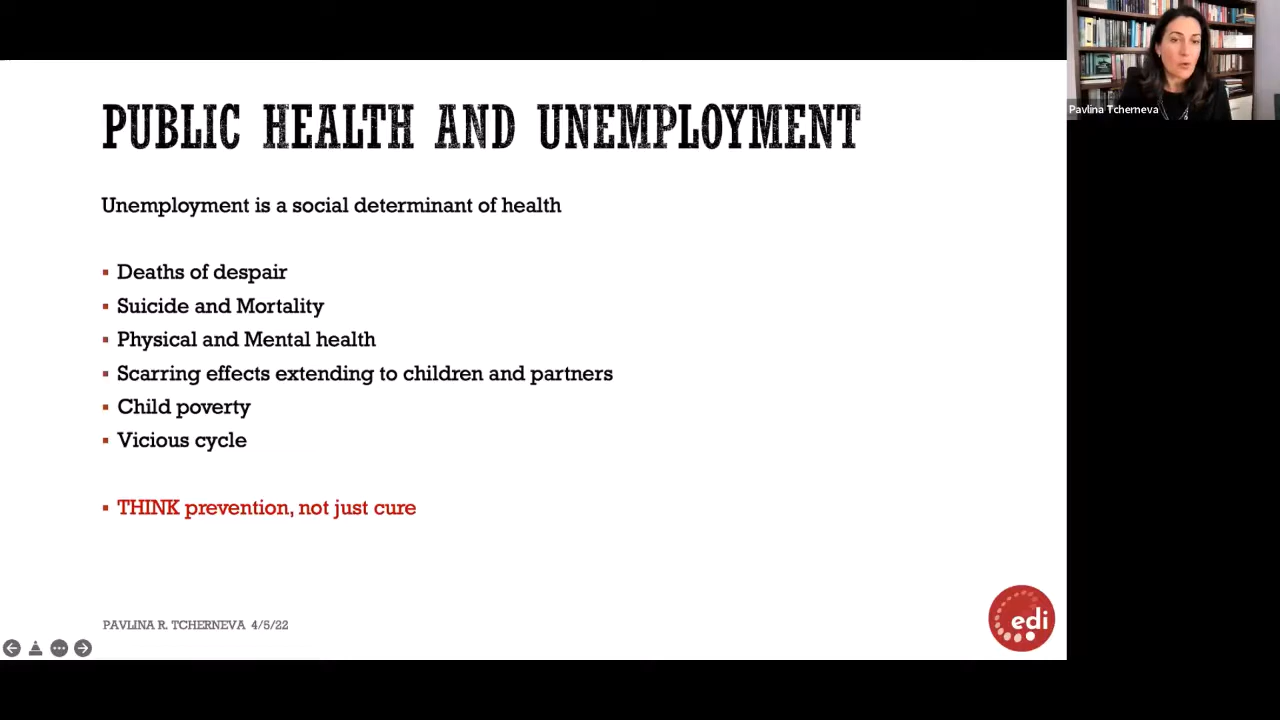 PUBLIC HEALTH AND UNEMPLOYMENT
Pavlina Tcherneva
Unemployment is a social determinant of health
▪ Deaths of despair
▪ Suicide and Mortality
▪ Physical and Mental health
▪ Scarring effects extending to children and partners
▪ Child poverty
▪ Vicious cycle
▪ THINK prevention, not just cure
PAVLINA R. TCHERNEVA 4/5/22
edi